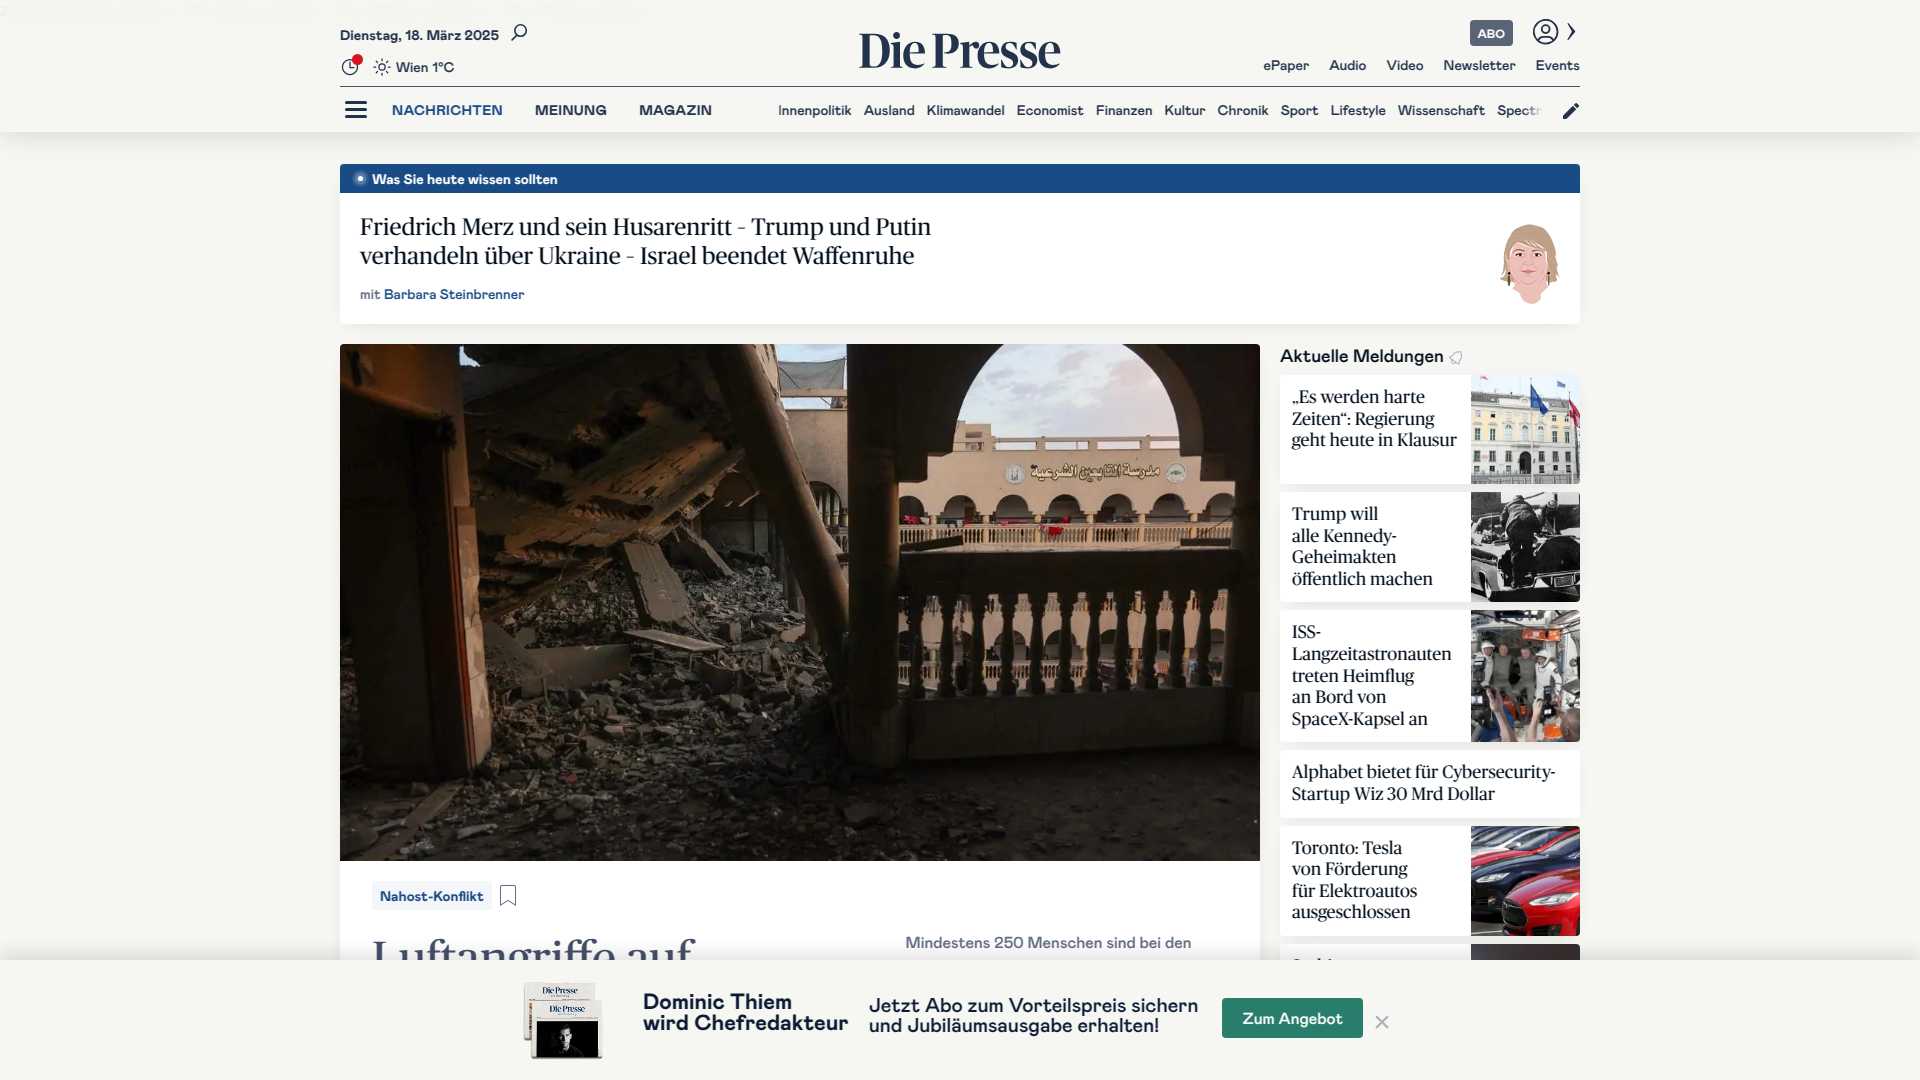 Dienstag, 18. März 2025
Wien 1°C
Die Presse
ABO
ePaper Audio Video Newsletter Events
NACHRICHTEN MEINUNG MAGAZIN
Innenpolitik Ausland Klimawandel Economist Finanzen Kultur Chronik Sport Lifestyle Wissenschaft Spectr
Was Sie heute wissen sollten
Friedrich Merz und sein Husarenritt – Trump und Putin
verhandeln über Ukraine – Israel beendet Waffenruhe
mit Barbara Steinbrenner
مدرسة التابعين الشرعية
Nahost-Konflikt
Luftangriffe auf
Mindestens 250 Menschen sind bei den
Aktuelle Meldungen
„Es werden harte
Zeiten“: Regierung
geht heute in Klausur
Trump will
alle Kennedy-
Geheimakten
öffentlich machen
ISS-
Langzeitastronauten
treten Heimflug
an Bord von
SpaceX-Kapsel an
Alphabet bietet für Cybersecurity-
Startup Wiz 30 Mrd Dollar
Toronto: Tesla
von Förderung
für Elektroautos
ausgeschlossen
Die Presse
Die Presse
Dominic Thiem
wird Chefredakteur
Jetzt Abo zum Vorteilspreis sichern
und Jubiläumsausgabe erhalten!
Zum Angebot